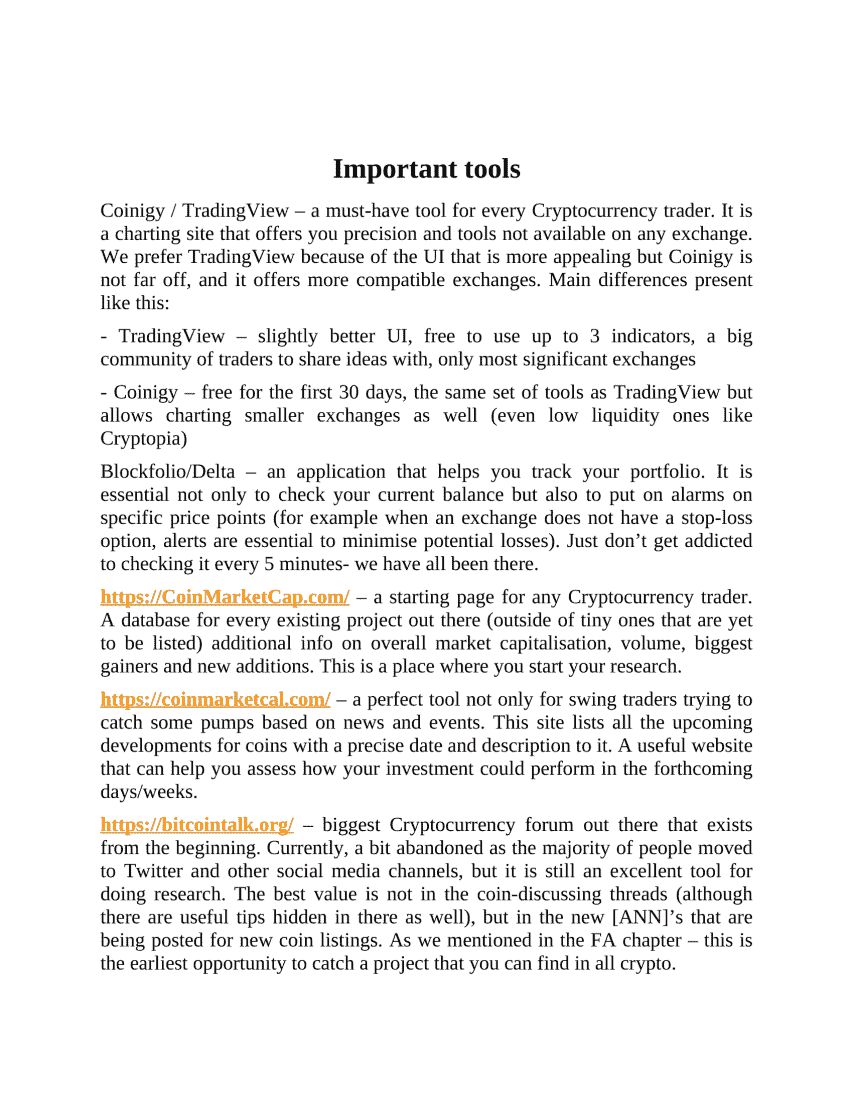 Important tools
Coinigy / TradingView – a must-have tool for every Cryptocurrency trader. It is
a charting site that offers you precision and tools not available on any exchange.
We prefer TradingView because of the UI that is more appealing but Coinigy is
not far off, and it offers more compatible exchanges. Main differences present
like this:
- TradingView – slightly better UI, free to use up to 3 indicators, a big
community of traders to share ideas with, only most significant exchanges
- Coinigy – free for the first 30 days, the same set of tools as TradingView but
allows charting smaller exchanges as well (even low liquidity ones like
Cryptopia)
Blockfolio/Delta – an application that helps you track your portfolio. It is
essential not only to check your current balance but also to put on alarms on
specific price points (for example when an exchange does not have a stop-loss
option, alerts are essential to minimise potential losses). Just don’t get addicted
to checking it every 5 minutes- we have all been there.
https://CoinMarketCap.com/ – a starting page for any Cryptocurrency trader.
A database for every existing project out there (outside of tiny ones that are yet
to be listed) additional info on overall market capitalisation, volume, biggest
gainers and new additions. This is a place where you start your research.
https://coinmarketcal.com/ – a perfect tool not only for swing traders trying to
catch some pumps based on news and events. This site lists all the upcoming
developments for coins with a precise date and description to it. A useful website
that can help you assess how your investment could perform in the forthcoming
days/weeks.
https://bitcointalk.org/ – biggest Cryptocurrency forum out there that exists
from the beginning. Currently, a bit abandoned as the majority of people moved
to Twitter and other social media channels, but it is still an excellent tool for
doing research. The best value is not in the coin-discussing threads (although
there are useful tips hidden in there as well), but in the new [ANN]’s that are
being posted for new coin listings. As we mentioned in the FA chapter – this is
the earliest opportunity to catch a project that you can find in all crypto.